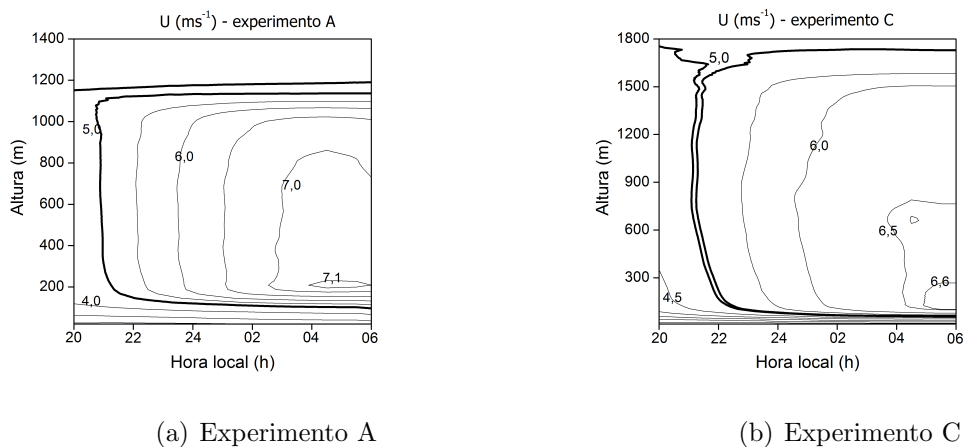 U (ms⁻¹) - experimento A
1400
1200
1000
800
600
400
200
Altura (m)
5,0
6,0
7,0
7,1
4,0
20 22 24 02 04 06
Hora local (h)
(a) Experimento A
U (ms⁻¹) - experimento C
1800
1500
1200
900
600
300
Altura (m)
5,0
6,0
6,5
6,6
4,5
20 22 24 02 04 06
Hora local (h)
(b) Experimento C